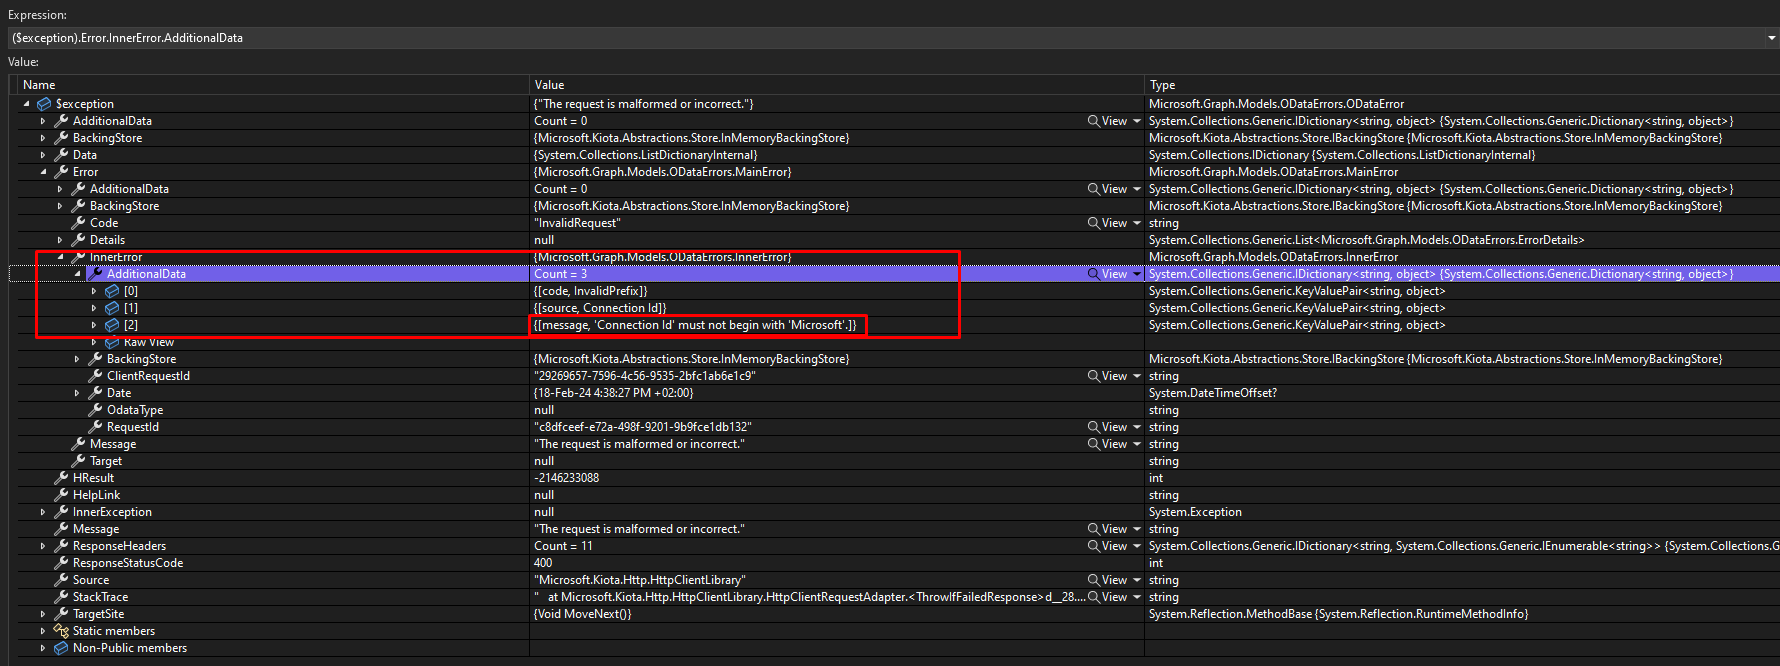 Expression:
($exception).Error.InnerError.AdditionalData
Value:
Name Value Type
$exception {"The request is malformed or incorrect."} Microsoft.Graph.Models.ODataErrors.ODataError
AdditionalData Count = 0 View System.Collections.Generic.IDictionary<string, object> {System.Collections.Generic.Dictionary<string, object>}
BackingStore {Microsoft.Kiota.Abstractions.Store.InMemoryBackingStore} Microsoft.Kiota.Abstractions.Store.IBackingStore {Microsoft.Kiota.Abstractions.Store.InMemoryBackingStore}
Data {System.Collections.ListDictionaryInternal} System.Collections.IDictionary {System.Collections.ListDictionaryInternal}
Error {Microsoft.Graph.Models.ODataErrors.MainError} Microsoft.Graph.Models.ODataErrors.MainError
AdditionalData Count = 0 View System.Collections.Generic.IDictionary<string, object> {System.Collections.Generic.Dictionary<string, object>}
BackingStore {Microsoft.Kiota.Abstractions.Store.InMemoryBackingStore} Microsoft.Kiota.Abstractions.Store.IBackingStore {Microsoft.Kiota.Abstractions.Store.InMemoryBackingStore}
Code "InvalidRequest" View string
Details null System.Collections.Generic.List<Microsoft.Graph.Models.ODataErrors.ErrorDetails>
InnerError {Microsoft.Graph.Models.ODataErrors.InnerError} Microsoft.Graph.Models.ODataErrors.InnerError
AdditionalData Count = 3 View System.Collections.Generic.IDictionary<string, object> {System.Collections.Generic.Dictionary<string, object>}
[0] {[code, InvalidPrefix]} System.Collections.Generic.KeyValuePair<string, object>
[1] {[source, Connection Id]} System.Collections.Generic.KeyValuePair<string, object>
[2] {[message, 'Connection Id' must not begin with 'Microsoft'.]} System.Collections.Generic.KeyValuePair<string, object>
Raw View
BackingStore {Microsoft.Kiota.Abstractions.Store.InMemoryBackingStore} Microsoft.Kiota.Abstractions.Store.IBackingStore {Microsoft.Kiota.Abstractions.Store.InMemoryBackingStore}
ClientRequestId "29269657-7596-4c56-9535-2bfc1ab6e1c9" View string
Date {18-Feb-24 4:38:27 PM +02:00} System.DateTimeOffset?
OdataType null string
RequestId "c8dfceef-e72a-498f-9201-9b9fce1db132" View string
Message "The request is malformed or incorrect." View string
Target null string
HResult -2146233088 int
HelpLink null string
InnerException null System.Exception
Message "The request is malformed or incorrect." View string
ResponseHeaders Count = 11 View System.Collections.Generic.IDictionary<string, System.Collections.Generic.IEnumerable<string>> {System.Collections.G
ResponseStatusCode 400 int
Source "Microsoft.Kiota.Http.HttpClientLibrary" View string
StackTrace " at Microsoft.Kiota.Http.HttpClientLibrary.HttpClientRequestAdapter.<ThrowIfFailedResponse>d__28.... View string
TargetSite {Void MoveNext()} System.Reflection.MethodBase {System.Reflection.RuntimeMethodInfo}
Static members
Non-Public members